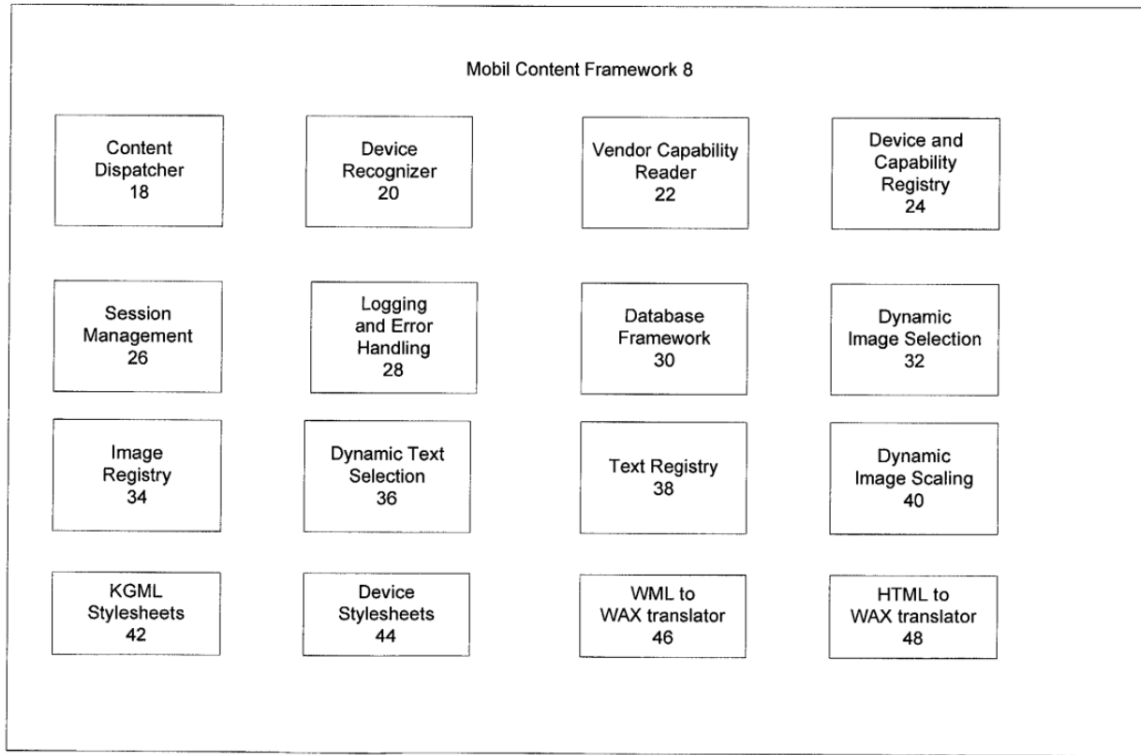 Mobil Content Framework 8
Content
Dispatcher
18
Device
Recognizer
20
Vendor Capability
Reader
22
Device and
Capability
Registry
24
Session
Management
26
Logging
and Error
Handling
28
Database
Framework
30
Dynamic
Image Selection
32
Image
Registry
34
Dynamic Text
Selection
36
Text Registry
38
Dynamic
Image Scaling
40
KGML
Stylesheets
42
Device
Stylesheets
44
WML to
WAX translator
46
HTML to
WAX translator
48